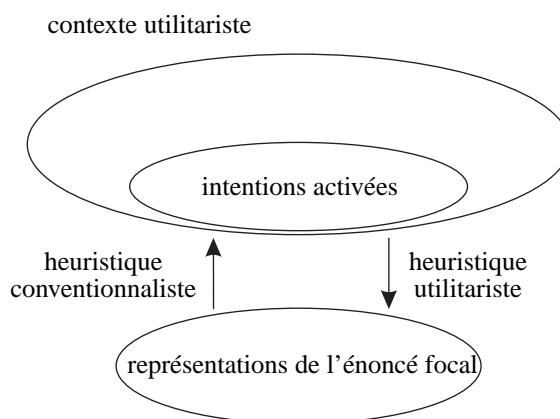 contexte utilitariste
intentions activées
heuristique
conventionnaliste
heuristique
utilitariste
représentations de l'énoncé focal